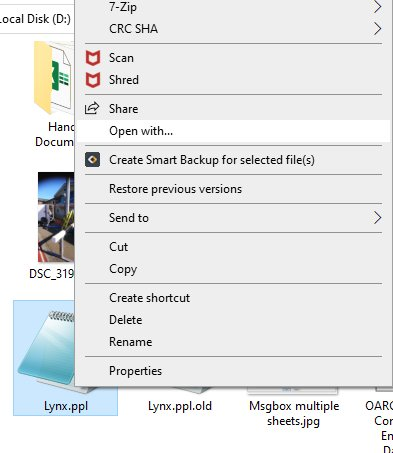 Local Disk (D:)
7-Zip
CRC SHA
Scan
Shred
Share
Open with...
Create Smart Backup for selected file(s)
Restore previous versions
Send to
Cut
Copy
Create shortcut
Delete
Rename
Properties
Hand
Docum
DSC_319
Lynx.ppl
Lynx.ppl.old
Msgbox multiple
sheets.jpg
OARC
Con
En
Da